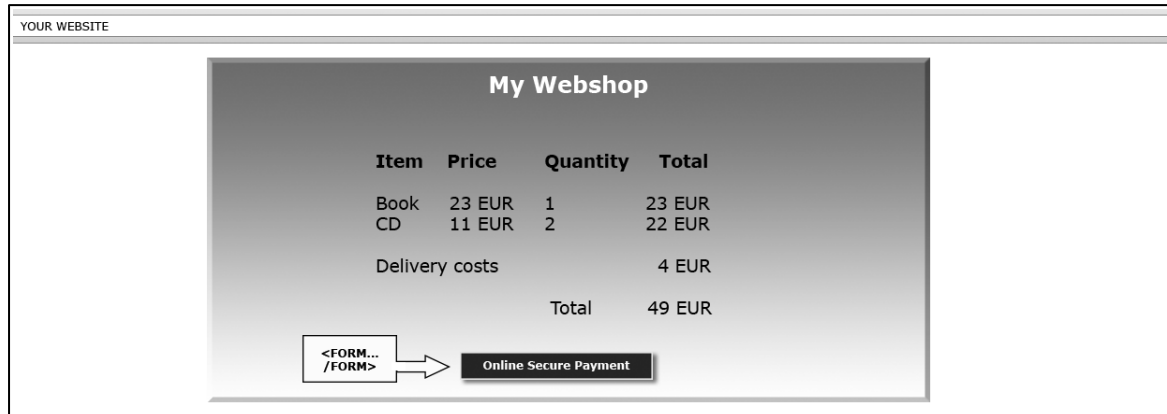 YOUR WEBSITE
My Webshop
Item Price Quantity Total
Book 23 EUR 1 23 EUR
CD 11 EUR 2 22 EUR
Delivery costs 4 EUR
Total 49 EUR
<FORM...
/FORM>
Online Secure Payment